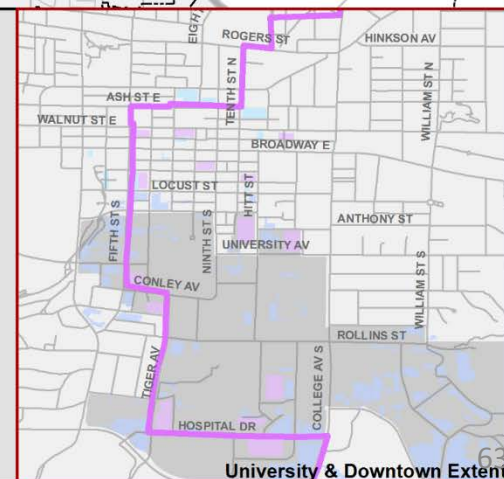 EIGH
ROGERS ST
HINKSON AV
TENTH ST N
WILLIAM ST N
ASH ST E
WALNUT ST E
BROADWAY E
LOCUST ST
HITT ST
ANTHONY ST
FIFTH ST S
NINTH ST S
UNIVERSITY AV
CONLEY AV
WILLIAM ST S
ROLLINS ST
TIGER AV
COLLEGE AV S
HOSPITAL DR
63
University & Downtown Extent